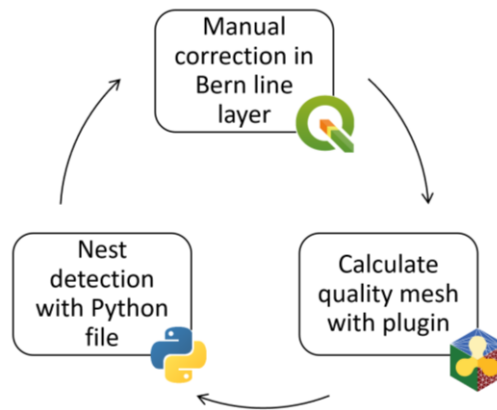 Manual
correction in
Bern line
layer
Calculate
quality mesh
with plugin
Nest
detection
with Python
file